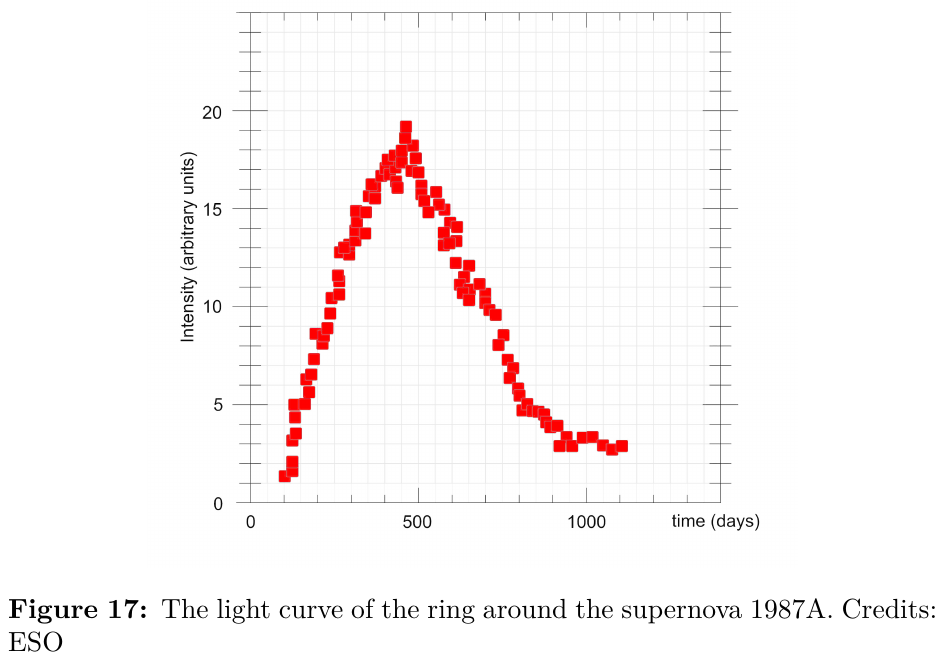 20
15
10
5
0
Intensity (arbitrary units)
0 500 1000 time (days)
Figure 17: The light curve of the ring around the supernova 1987A. Credits:
ESO